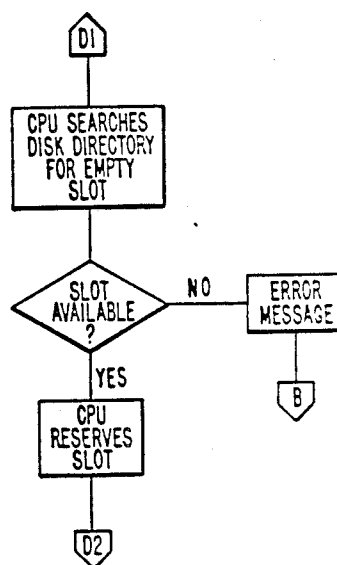 D1
CPU SEARCHES
DISK DIRECTORY
FOR EMPTY
SLOT
SLOT
AVAILABLE
?
NO
ERROR
MESSAGE
B
YES
CPU
RESERVES
SLOT
D2